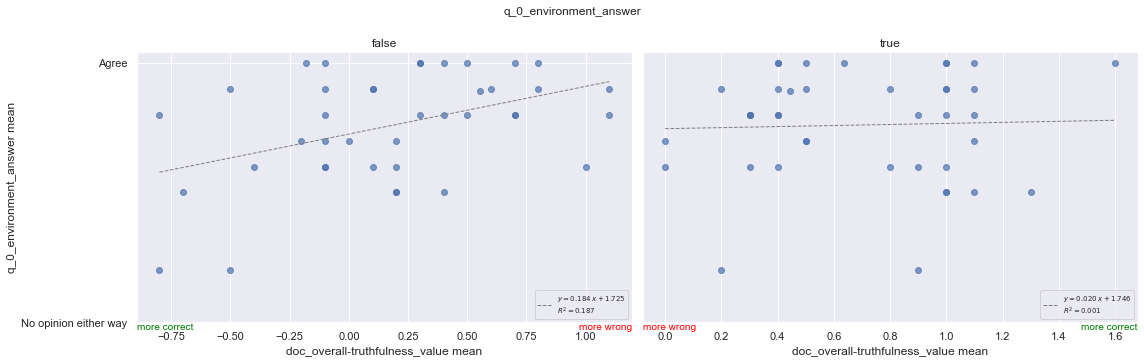 q_0_environment_answer
false
true
q_0_environment_answer mean
Agree
No opinion either way
y = 0.184 x + 1.725
R² = 0.187
y = 0.020 x + 1.746
R² = 0.001
more correct
more wrong
more wrong
more correct
−0.75 −0.50 −0.25 0.00 0.25 0.50 0.75 1.00
0.0 0.2 0.4 0.6 0.8 1.0 1.2 1.4 1.6
doc_overall-truthfulness_value mean
doc_overall-truthfulness_value mean